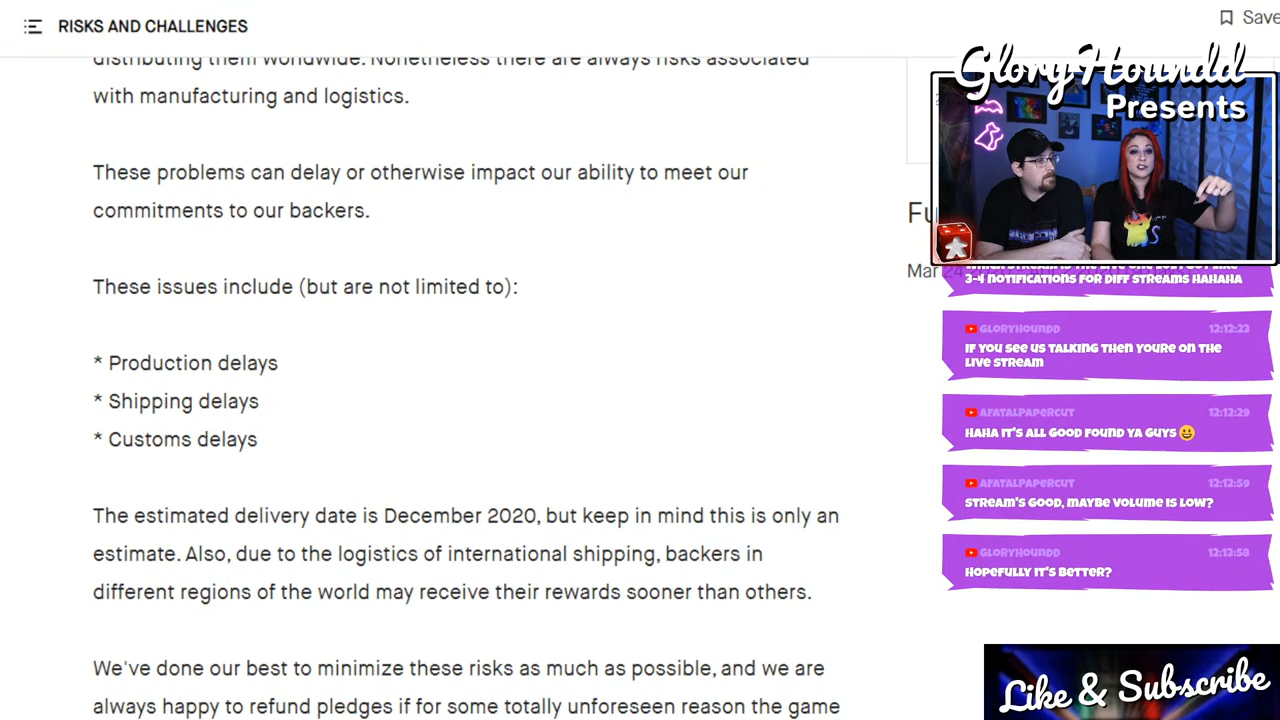 RISKS AND CHALLENGES
Save
distributing them worldwide. Nonetheless there are always risks associated
with manufacturing and logistics.
These problems can delay or otherwise impact our ability to meet our
commitments to our backers.
These issues include (but are not limited to):
* Production delays
* Shipping delays
* Customs delays
The estimated delivery date is December 2020, but keep in mind this is only an
estimate. Also, due to the logistics of international shipping, backers in
different regions of the world may receive their rewards sooner than others.
We've done our best to minimize these risks as much as possible, and we are
always happy to refund pledges if for some totally unforeseen reason the game
GloryHoundd
Presents
Fu
Mar 24
3-4 NOTIFICATIONS FOR DIFF STREAMS HAHAHA
GLORYHOUNDD 12:12:22
IF YOU SEE US TALKING THEN YOURE ON THE
LIVE STREAM
AFATALPAPERCUT 12:12:29
HAHA IT'S ALL GOOD FOUND YA GUYS 😀
AFATALPAPERCUT 12:12:59
STREAM'S GOOD, MAYBE VOLUME IS LOW?
GLORYHOUNDD 12:13:58
HOPEFULLY IT'S BETTER?
Like & Subscribe